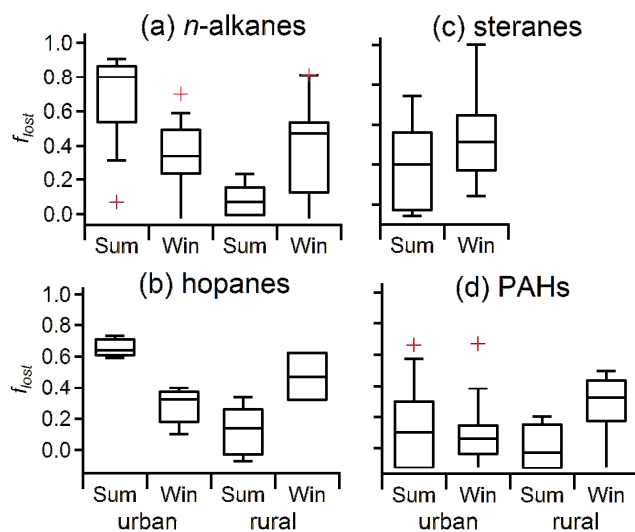 (a) n-alkanes
(c) steranes
1.0
0.8
0.6
0.4
0.2
0.0
f_lost
Sum Win Sum Win
Sum Win
(b) hopanes
(d) PAHs
1.0
0.8
0.6
0.4
0.2
0.0
f_lost
Sum Win Sum Win
urban rural
Sum Win Sum Win
urban rural